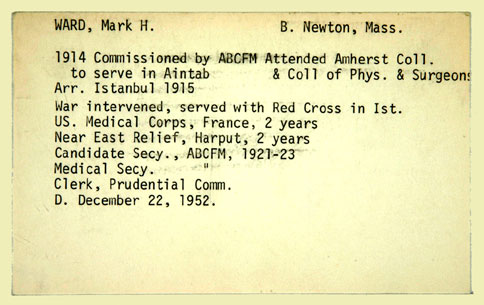 WARD, Mark H. B. Newton, Mass.
1914 Commissioned by ABCFM Attended Amherst Coll.
to serve in Aintab & Coll of Phys. & Surgeons
Arr. Istanbul 1915
War intervened, served with Red Cross in Ist.
US. Medical Corps, France, 2 years
Near East Relief, Harput, 2 years
Candidate Secy., ABCFM, 1921-23
Medical Secy. "
Clerk, Prudential Comm.
D. December 22, 1952.